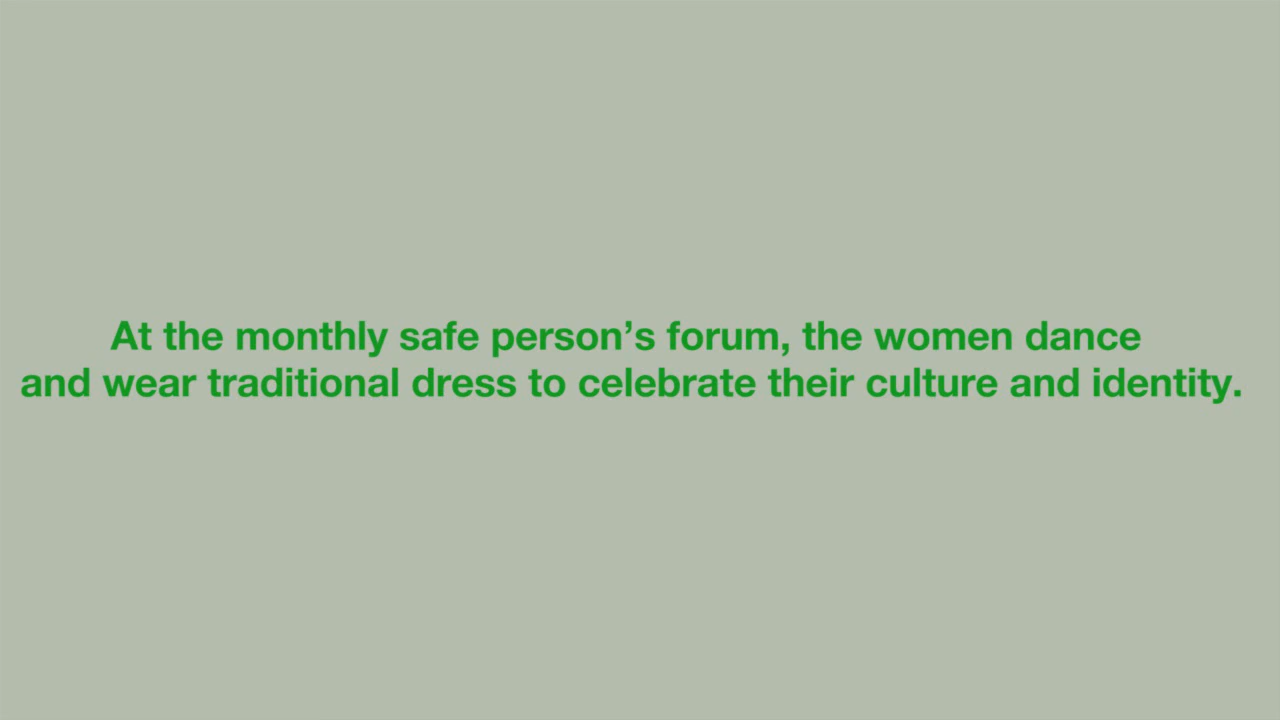 At the monthly safe person’s forum, the women dance
and wear traditional dress to celebrate their culture and identity.